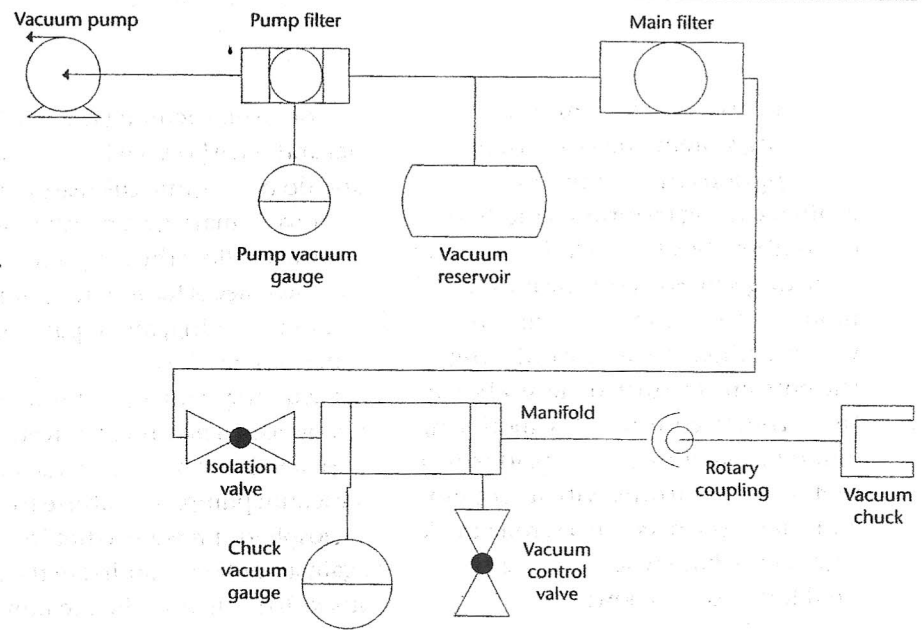 Vacuum pump
Pump filter
Main filter
Pump vacuum
gauge
Vacuum
reservoir
Manifold
Isolation
valve
Rotary
coupling
Vacuum
chuck
Chuck
vacuum
gauge
Vacuum
control
valve